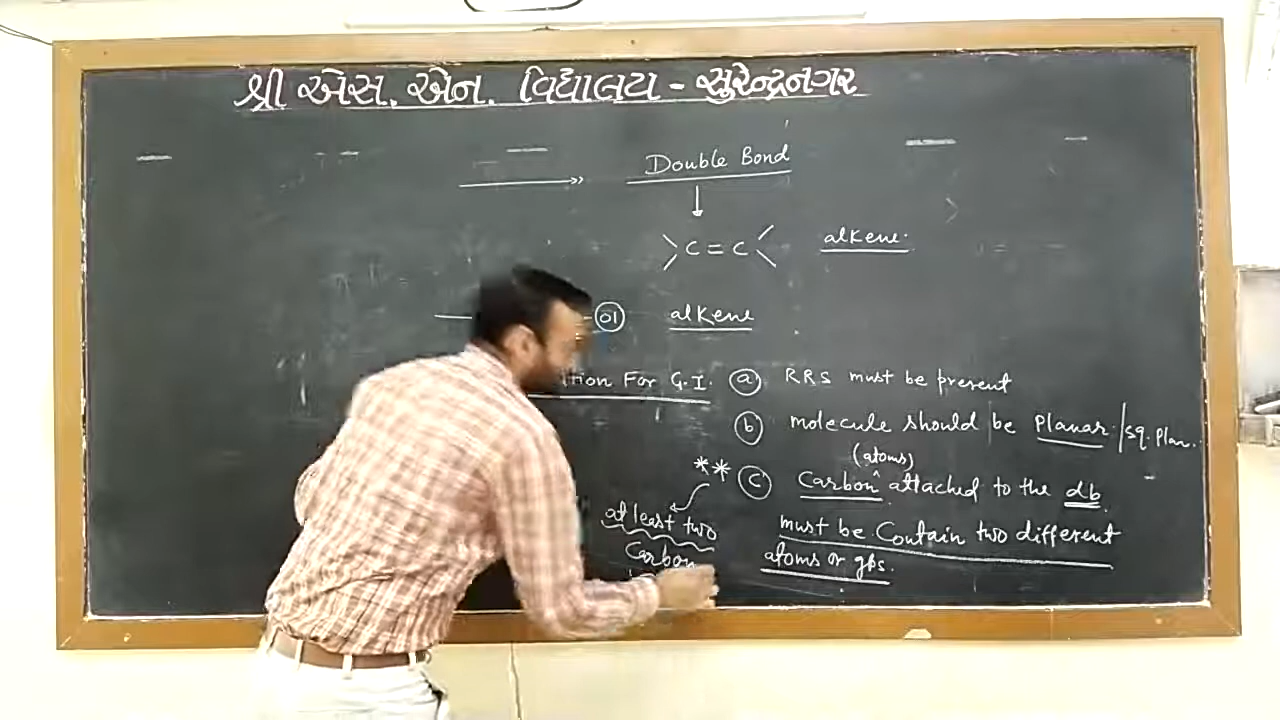 શ્રી એસ. એન. વિદ્યાલય - સુરેન્દ્રનગર
Double Bond
>C=C< alkene.
01 alkene
tion For G.I. a RRS must be present
b molecule should be Planar/sq. Plan.
(atoms)
** c Carbon^ attached to the db.
must be Contain two different
atoms or gps.
at least two
Carbon